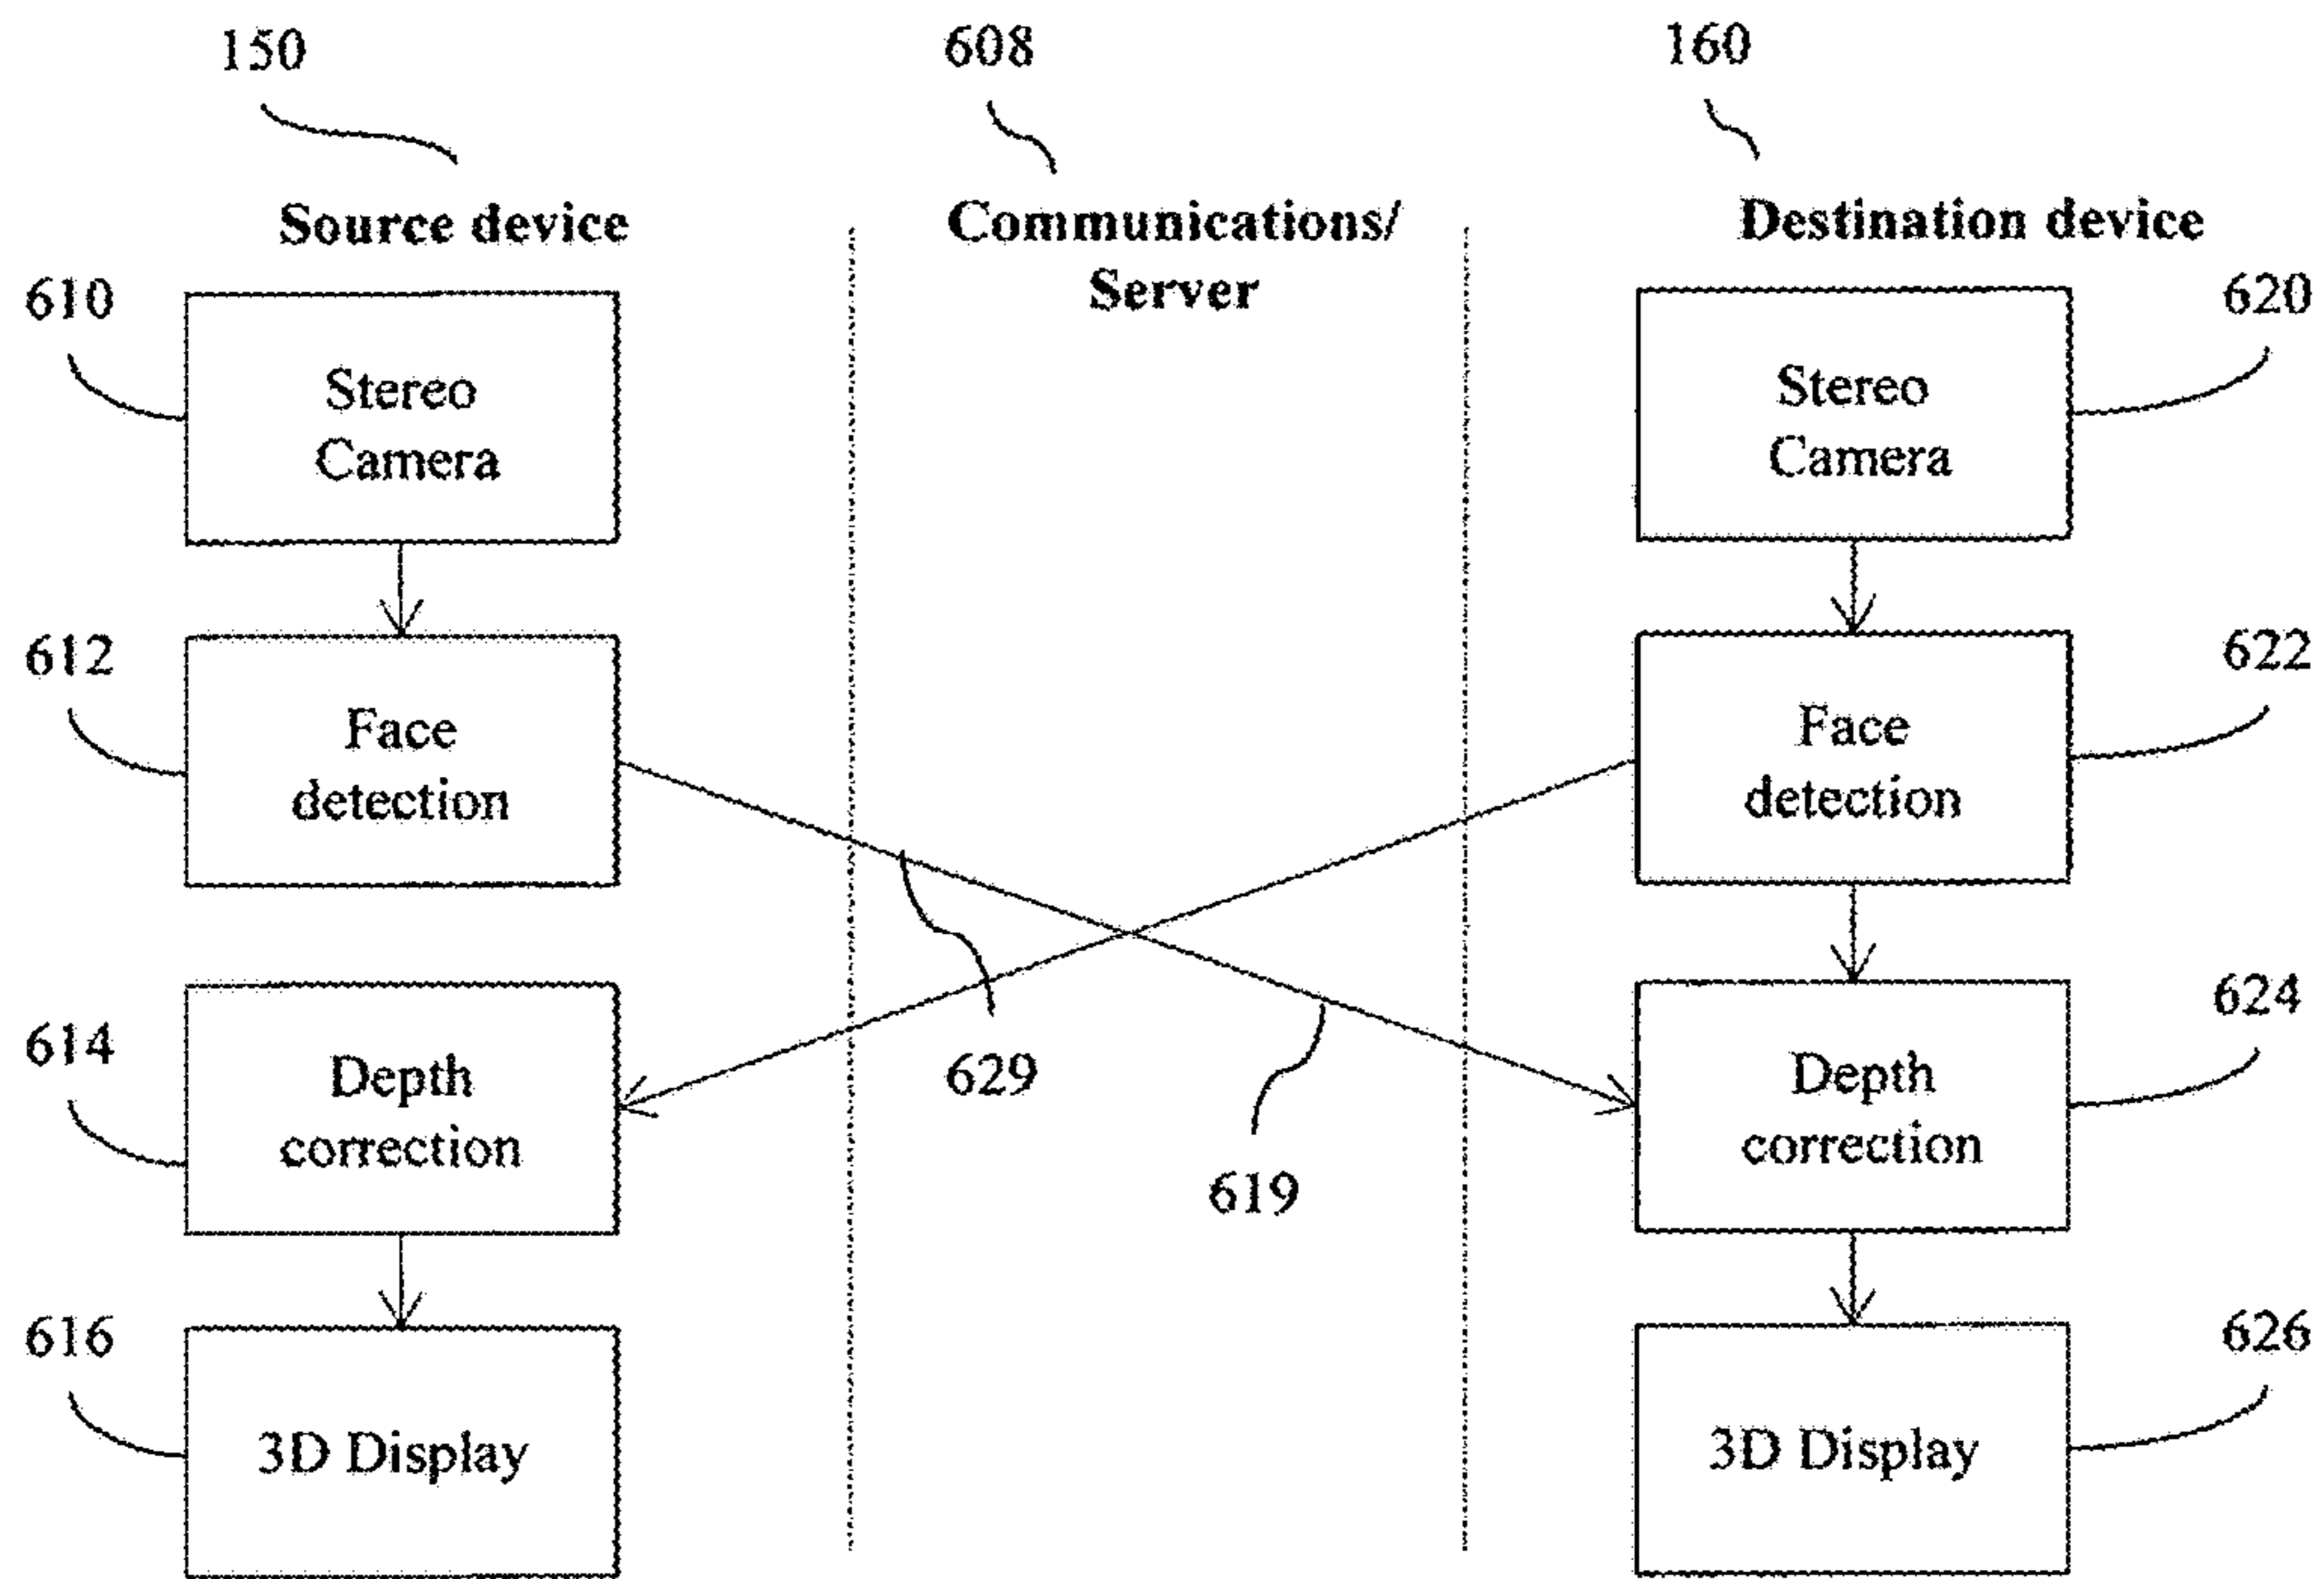 150
608
160
Source device
Communications/
Server
Destination device
610
Stereo
Camera
620
Stereo
Camera
612
Face
detection
622
Face
detection
614
Depth
correction
629
619
624
Depth
correction
616
3D Display
626
3D Display